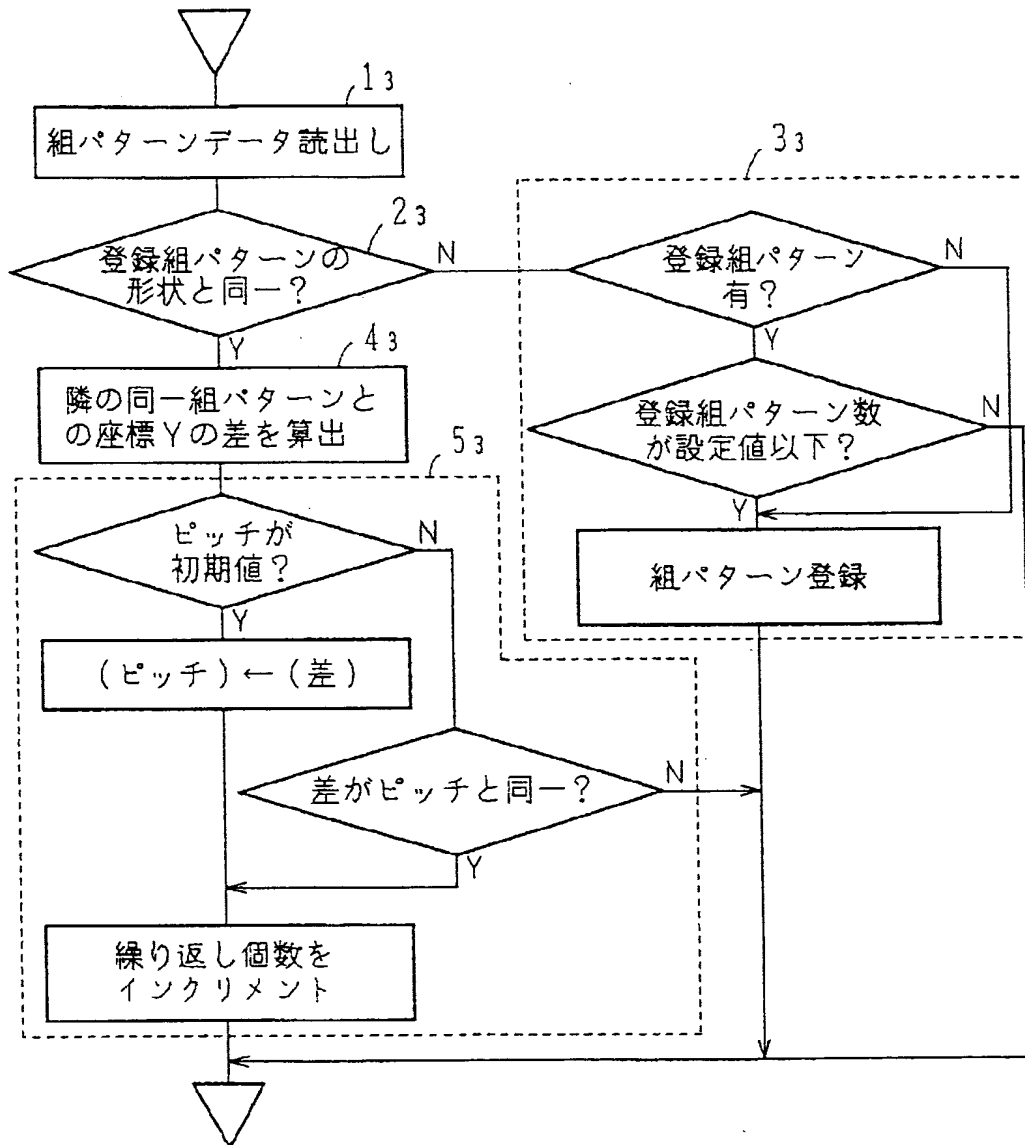 1₃
組パターンデータ読出し
2₃
登録組パターンの
形状と同一?
N
Y
3₃
登録組パターン
有?
N
Y
登録組パターン数
が設定値以下?
N
Y
組パターン登録
4₃
隣の同一組パターンと
の座標Yの差を算出
5₃
ピッチが
初期値?
N
Y
(ピッチ)←(差)
差がピッチと同一?
N
Y
繰り返し個数を
インクリメント